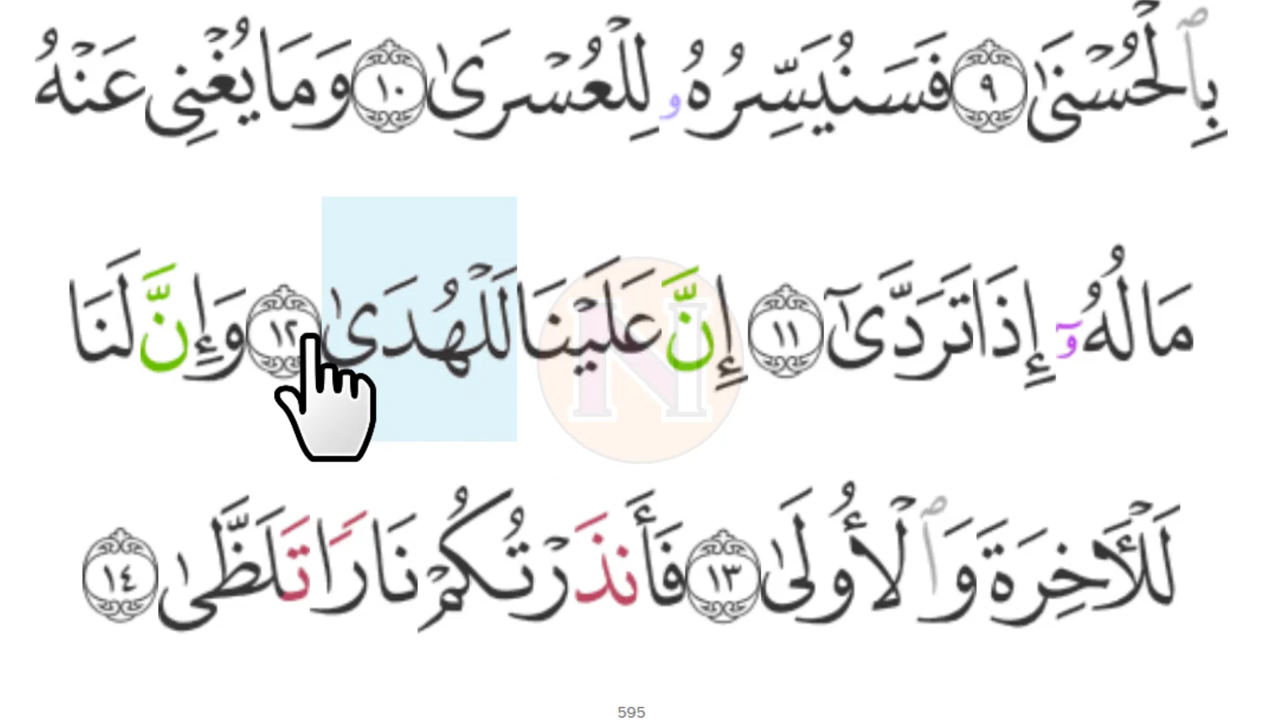 بِٱلْحُسْنَىٰ ٩ فَسَنُيَسِّرُهُۥ لِلْعُسْرَىٰ ١٠ وَمَا يُغْنِى عَنْهُ
مَالُهُۥٓ إِذَا تَرَدَّىٰٓ ١١ إِنَّ عَلَيْنَا لَلْهُدَىٰ ١٢ وَإِنَّ لَنَا
لَلْأَخِرَةَ وَٱلْأُولَىٰ ١٣ فَأَنذَرْتُكُمْ نَارًا تَلَظَّىٰ ١٤
N
595